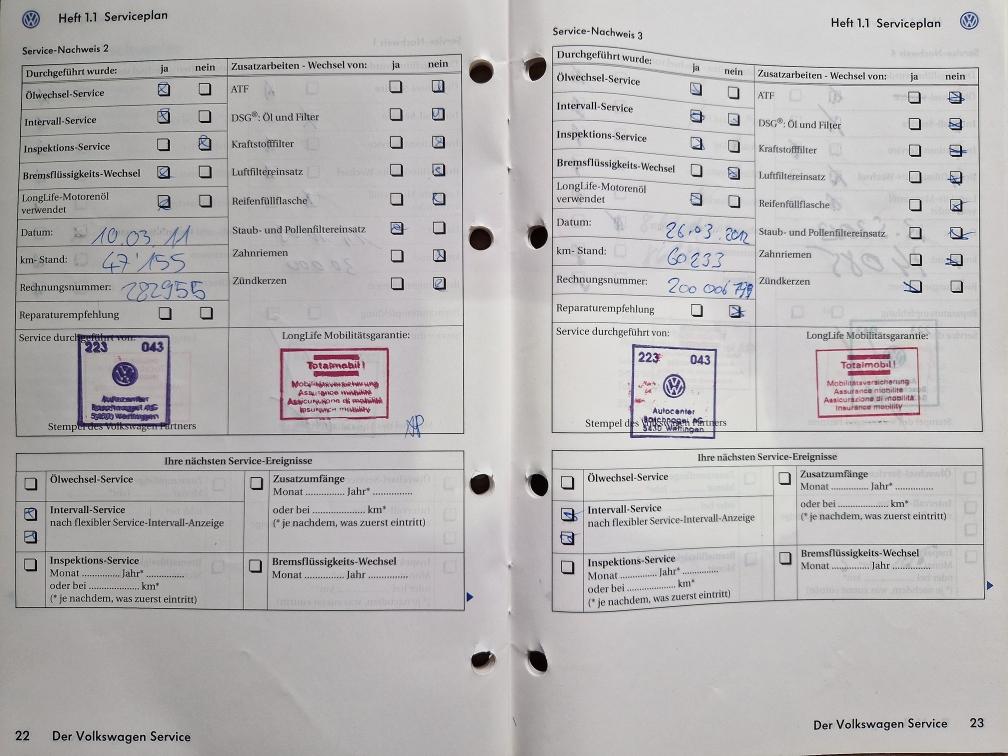 Heft 1.1 Serviceplan
Service-Nachweis 2
Durchgeführt wurde: ja nein
Ölwechsel-Service
Intervall-Service
Inspektions-Service
Bremsflüssigkeits-Wechsel
LongLife-Motorenöl
verwendet
Datum: 10.03.11
km- Stand: 47'155
Rechnungsnummer: 282955
Reparaturempfehlung
Zusatzarbeiten - Wechsel von: ja nein
ATF
DSG®: Öl und Filter
Kraftstofffilter
Luftfiltereinsatz
Reifenfüllflasche
Staub- und Pollenfiltereinsatz
Zahnriemen
Zündkerzen
Service durchgeführt von:
223 043
Autocenter
Stempel des Volkswagen Partners
LongLife Mobilitätsgarantie:
Totalmobil!
Mobilitätsversicherung
Assurance mobilité
Assicurazione di mobilità
Insurance mobility
Ihre nächsten Service-Ereignisse
Ölwechsel-Service
Intervall-Service
nach flexibler Service-Intervall-Anzeige
Inspektions-Service
Monat ............. Jahr* .............
oder bei .................... km*
(* je nachdem, was zuerst eintritt)
Zusatzumfänge
Monat ............. Jahr* .............
oder bei .................... km*
(* je nachdem, was zuerst eintritt)
Bremsflüssigkeits-Wechsel
Monat ............. Jahr .............
22 Der Volkswagen Service
Heft 1.1 Serviceplan
Service-Nachweis 3
Durchgeführt wurde: ja nein
Ölwechsel-Service
Intervall-Service
Inspektions-Service
Bremsflüssigkeits-Wechsel
LongLife-Motorenöl
verwendet
Datum: 26.03.2012
km- Stand: 60233
Rechnungsnummer: 200 006 779
Reparaturempfehlung
Zusatzarbeiten - Wechsel von: ja nein
ATF
DSG®: Öl und Filter
Kraftstofffilter
Luftfiltereinsatz
Reifenfüllflasche
Staub- und Pollenfiltereinsatz
Zahnriemen
Zündkerzen
Service durchgeführt von:
223 043
Autocenter
5430 Wettingen
Stempel des Volkswagen Partners
LongLife Mobilitätsgarantie:
Totalmobil!
Mobilitätsversicherung
Assurance mobilité
Assicurazione di mobilità
Insurance mobility
Ihre nächsten Service-Ereignisse
Ölwechsel-Service
Intervall-Service
nach flexibler Service-Intervall-Anzeige
Inspektions-Service
Monat ............. Jahr* .............
oder bei .................... km*
(* je nachdem, was zuerst eintritt)
Zusatzumfänge
Monat ............. Jahr* .............
oder bei .................... km*
(* je nachdem, was zuerst eintritt)
Bremsflüssigkeits-Wechsel
Monat ............. Jahr .............
Der Volkswagen Service 23